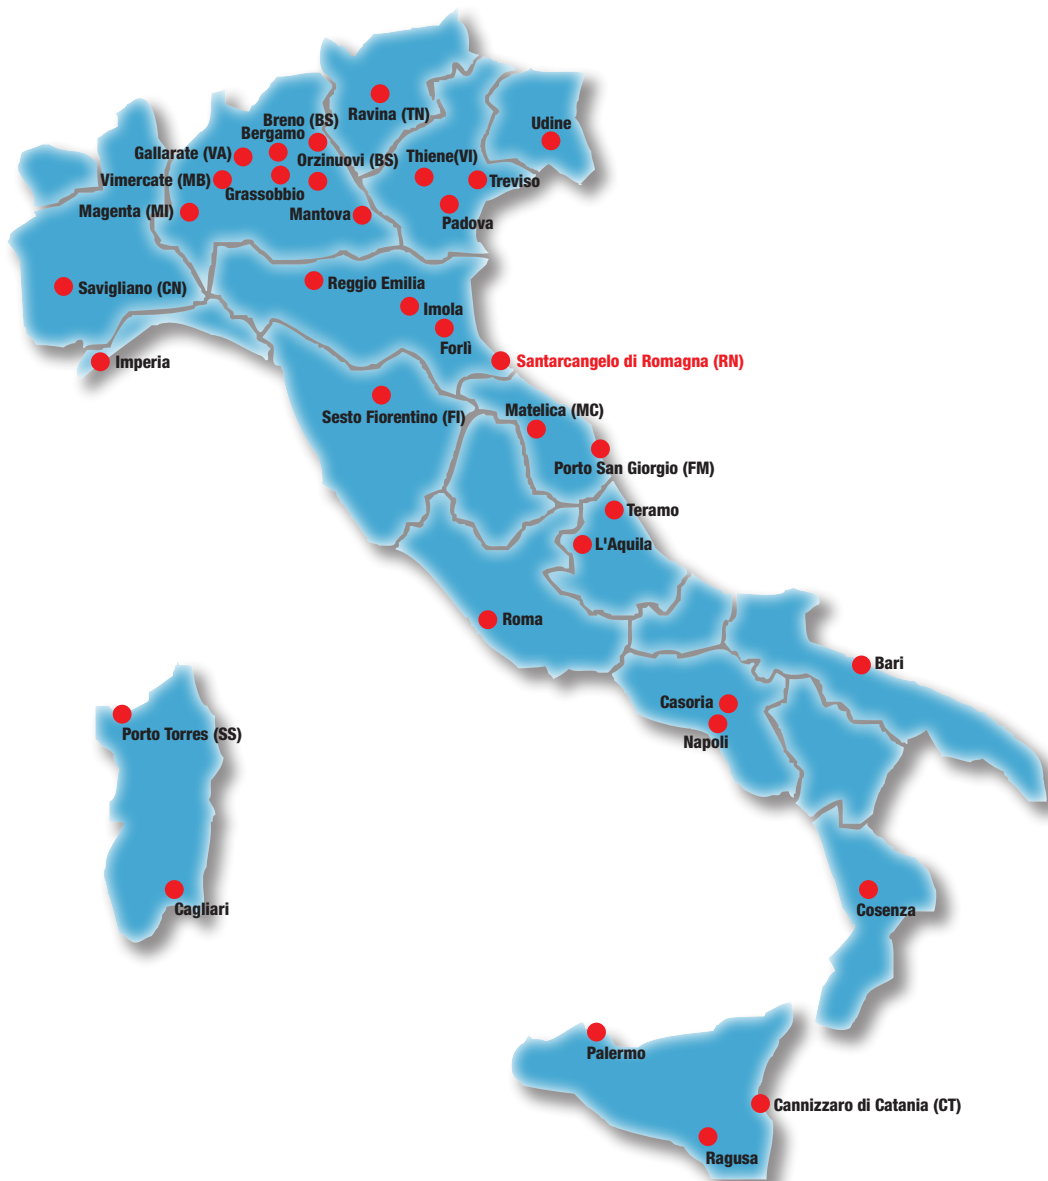 Breno (BS)
Ravina (TN)
Bergamo
Udine
Gallarate (VA)
Orzinuovi (BS)
Thiene(VI)
Vimercate (MB)
Treviso
Grassobbio
Magenta (MI)
Mantova
Padova
Savigliano (CN)
Reggio Emilia
Imola
Forlì
Imperia
Santarcangelo di Romagna (RN)
Sesto Fiorentino (FI)
Matelica (MC)
Porto San Giorgio (FM)
Teramo
L'Aquila
Roma
Bari
Casoria
Napoli
Porto Torres (SS)
Cagliari
Cosenza
Palermo
Cannizzaro di Catania (CT)
Ragusa